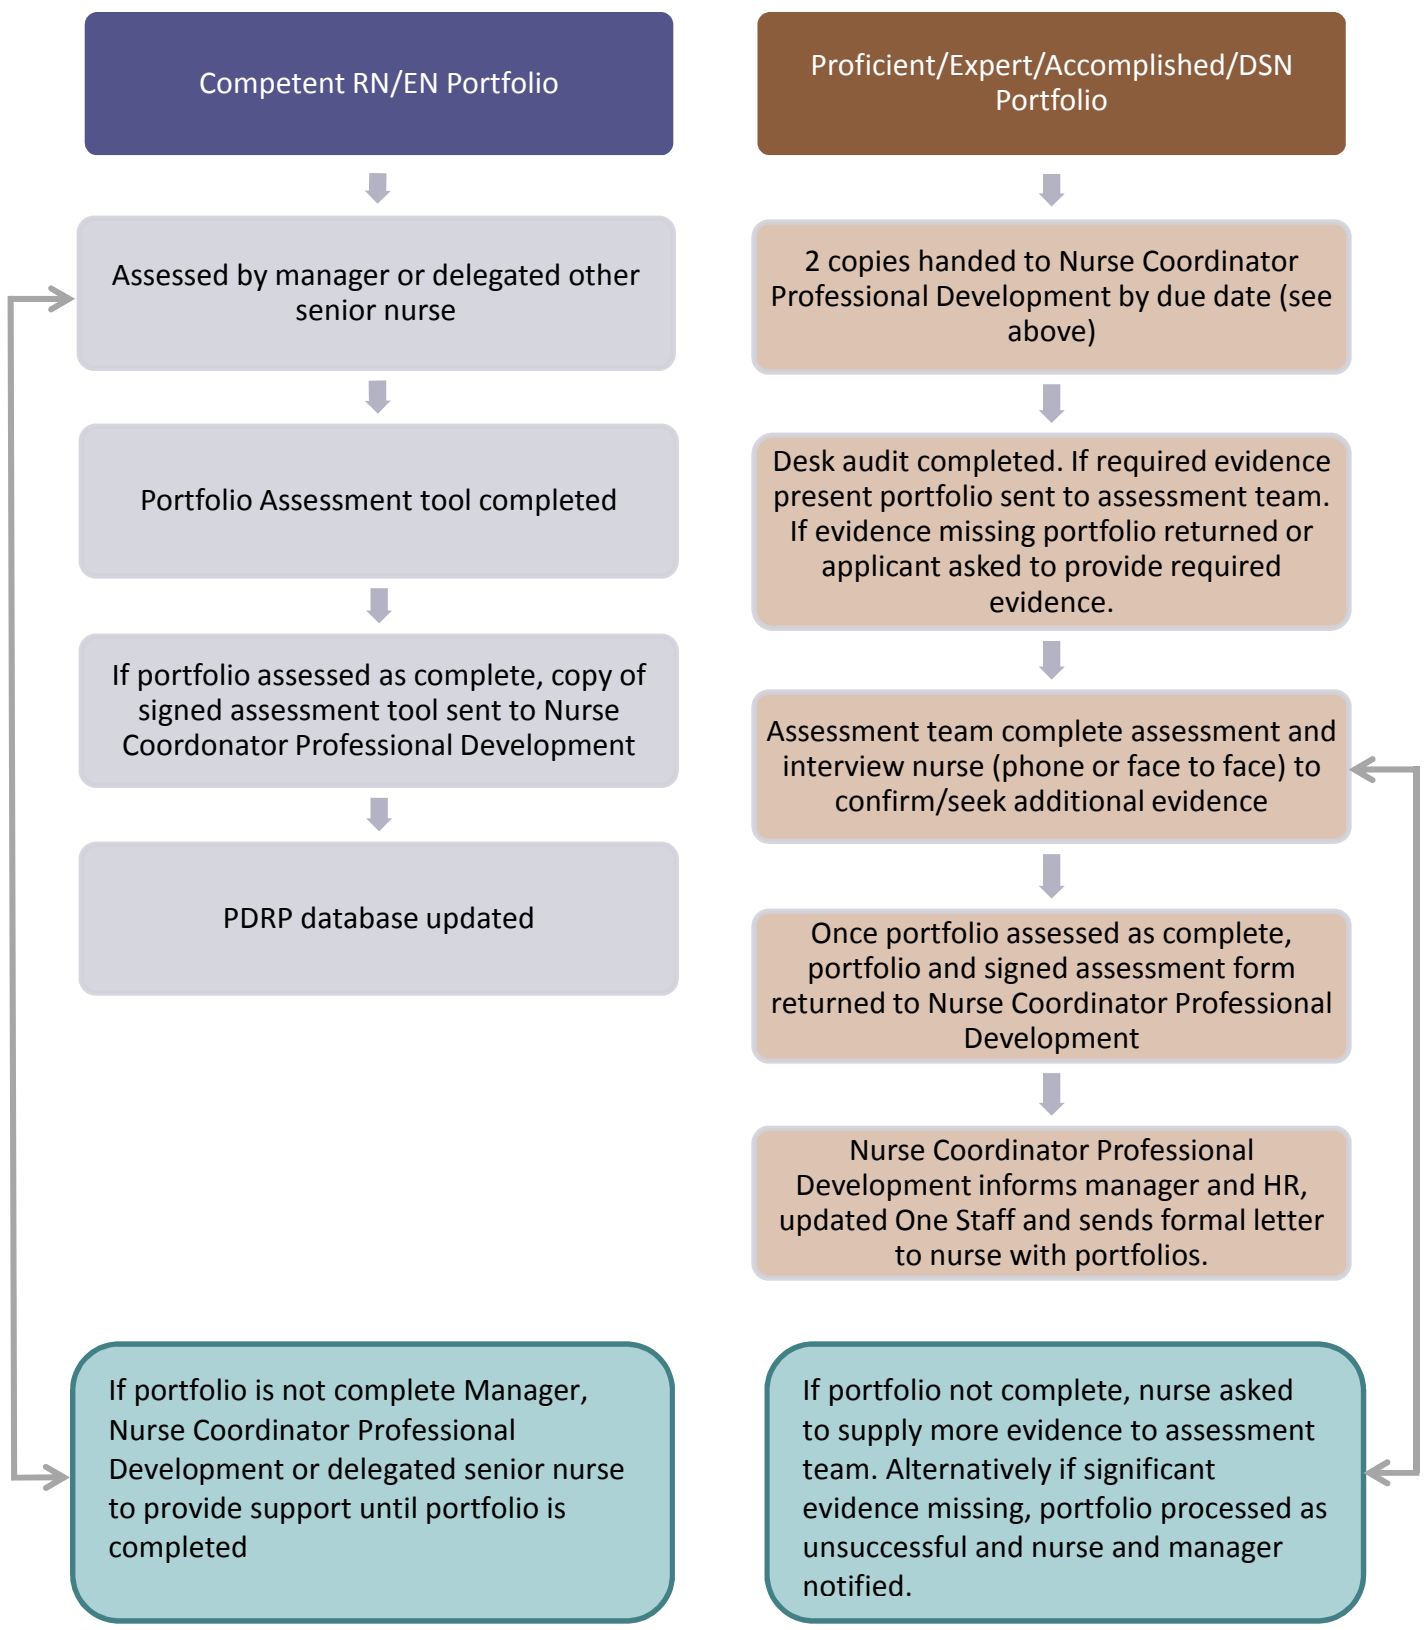 Competent RN/EN Portfolio
Assessed by manager or delegated other
senior nurse
Portfolio Assessment tool completed
If portfolio assessed as complete, copy of
signed assessment tool sent to Nurse
Coordonator Professional Development
PDRP database updated
If portfolio is not complete Manager,
Nurse Coordinator Professional
Development or delegated senior nurse
to provide support until portfolio is
completed
Proficient/Expert/Accomplished/DSN
Portfolio
2 copies handed to Nurse Coordinator
Professional Development by due date (see
above)
Desk audit completed. If required evidence
present portfolio sent to assessment team.
If evidence missing portfolio returned or
applicant asked to provide required
evidence.
Assessment team complete assessment and
interview nurse (phone or face to face) to
confirm/seek additional evidence
Once portfolio assessed as complete,
portfolio and signed assessment form
returned to Nurse Coordinator Professional
Development
Nurse Coordinator Professional
Development informs manager and HR,
updated One Staff and sends formal letter
to nurse with portfolios.
If portfolio not complete, nurse asked
to supply more evidence to assessment
team. Alternatively if significant
evidence missing, portfolio processed as
unsuccessful and nurse and manager
notified.